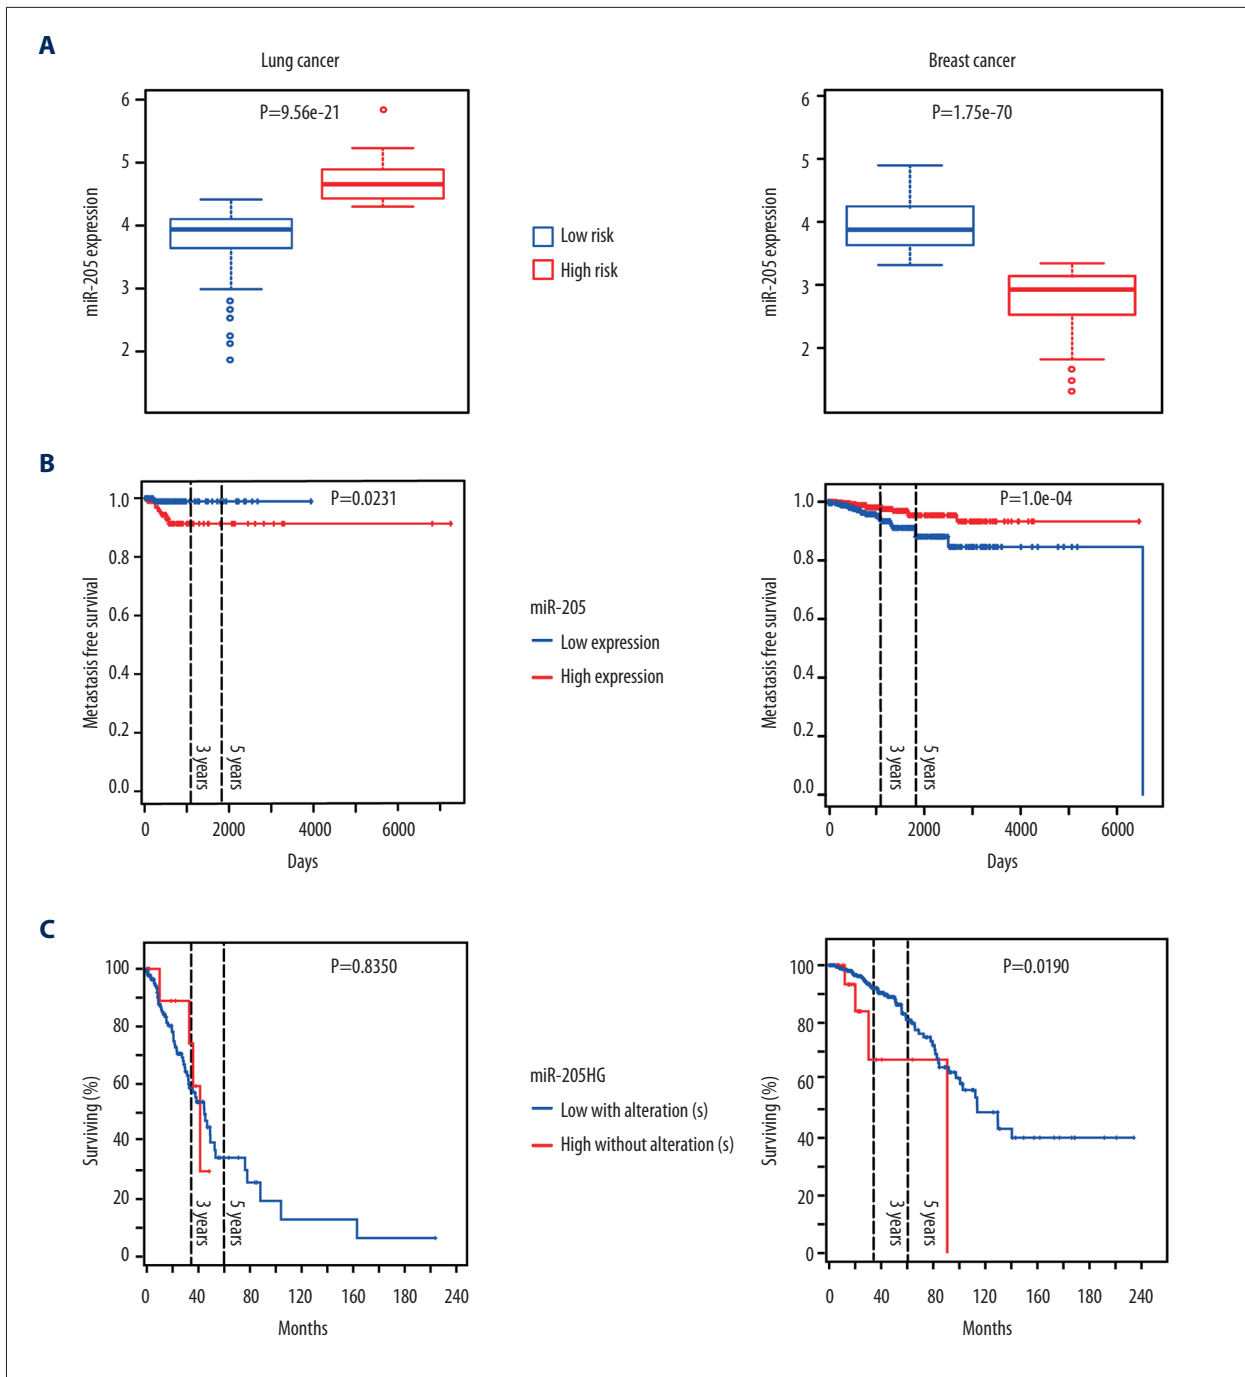 A
Lung cancer
Breast cancer
P=9.56e-21
P=1.75e-70
miR-205 expression
6
5
4
3
2
Low risk
High risk
miR-205 expression
6
5
4
3
2
B
P=0.0231
P=1.0e-04
Metastasis free survival
1.0
0.8
0.6
0.4
0.2
0.0
3 years
5 years
0 2000 4000 6000
Days
miR-205
Low expression
High expression
Metastasis free survival
1.0
0.8
0.6
0.4
0.2
0.0
3 years
5 years
0 2000 4000 6000
Days
C
P=0.8350
P=0.0190
Surviving (%)
100
80
60
40
20
0
3 years
5 years
0 40 80 120 160 180 240
Months
miR-205HG
Low with alteration (s)
High without alteration (s)
Surviving (%)
100
80
60
40
20
0
3 years
5 years
0 40 80 120 160 180 240
Months